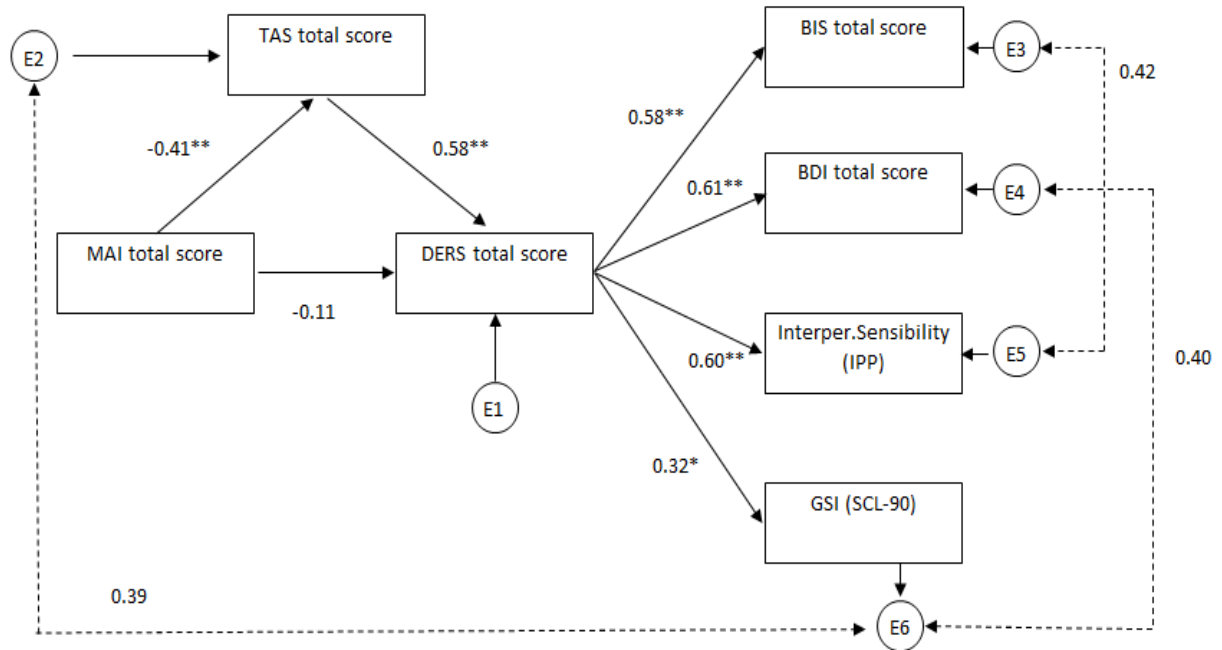 TAS total score
BIS total score
E2
E3
0.42
-0.41**
0.58**
0.58**
BDI total score
0.61**
E4
MAI total score
DERS total score
-0.11
Interper.Sensibility
(IPP)
E5
0.60**
0.40
E1
0.32*
GSI (SCL-90)
0.39
E6